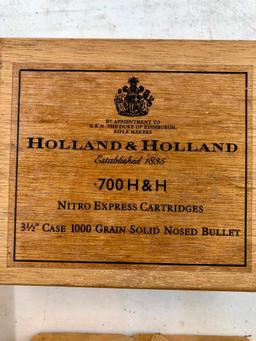 BY APPOINTMENT TO
H.R.H. THE DUKE OF EDINBURGH
RIFLE MAKERS
HOLLAND & HOLLAND
Established 1835
.700 H&H
NITRO EXPRESS CARTRIDGES
3½" CASE 1000 GRAIN SOLID NOSED BULLET